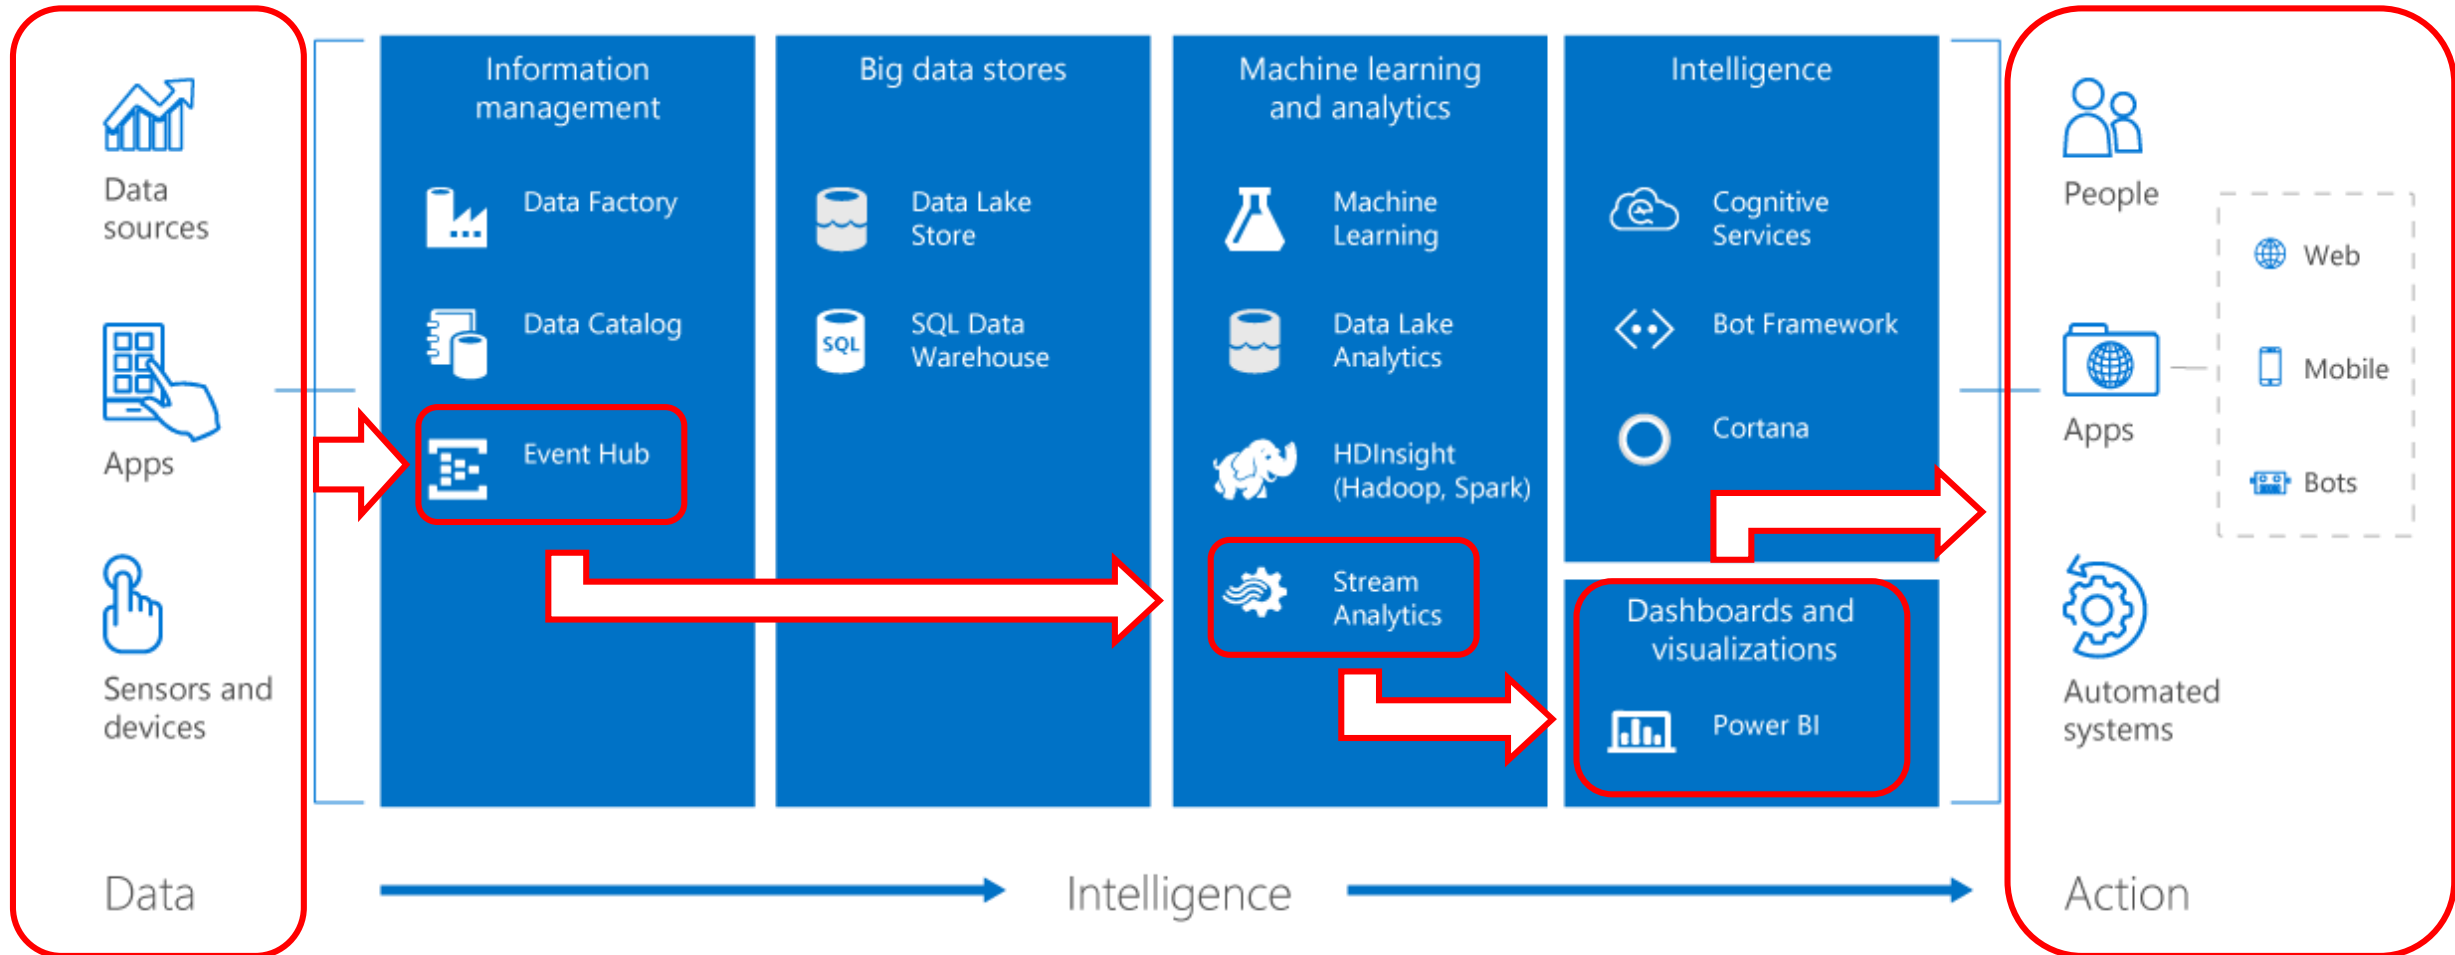 Data
sources
Apps
Sensors and
devices
Data
Information
management
Data Factory
Data Catalog
Event Hub
Big data stores
Data Lake
Store
SQL
SQL Data
Warehouse
Machine learning
and analytics
Machine
Learning
Data Lake
Analytics
HDInsight
(Hadoop, Spark)
Stream
Analytics
Intelligence
Cognitive
Services
Bot Framework
Cortana
Dashboards and
visualizations
Power BI
Intelligence
People
Apps
Web
Mobile
Bots
Automated
systems
Action